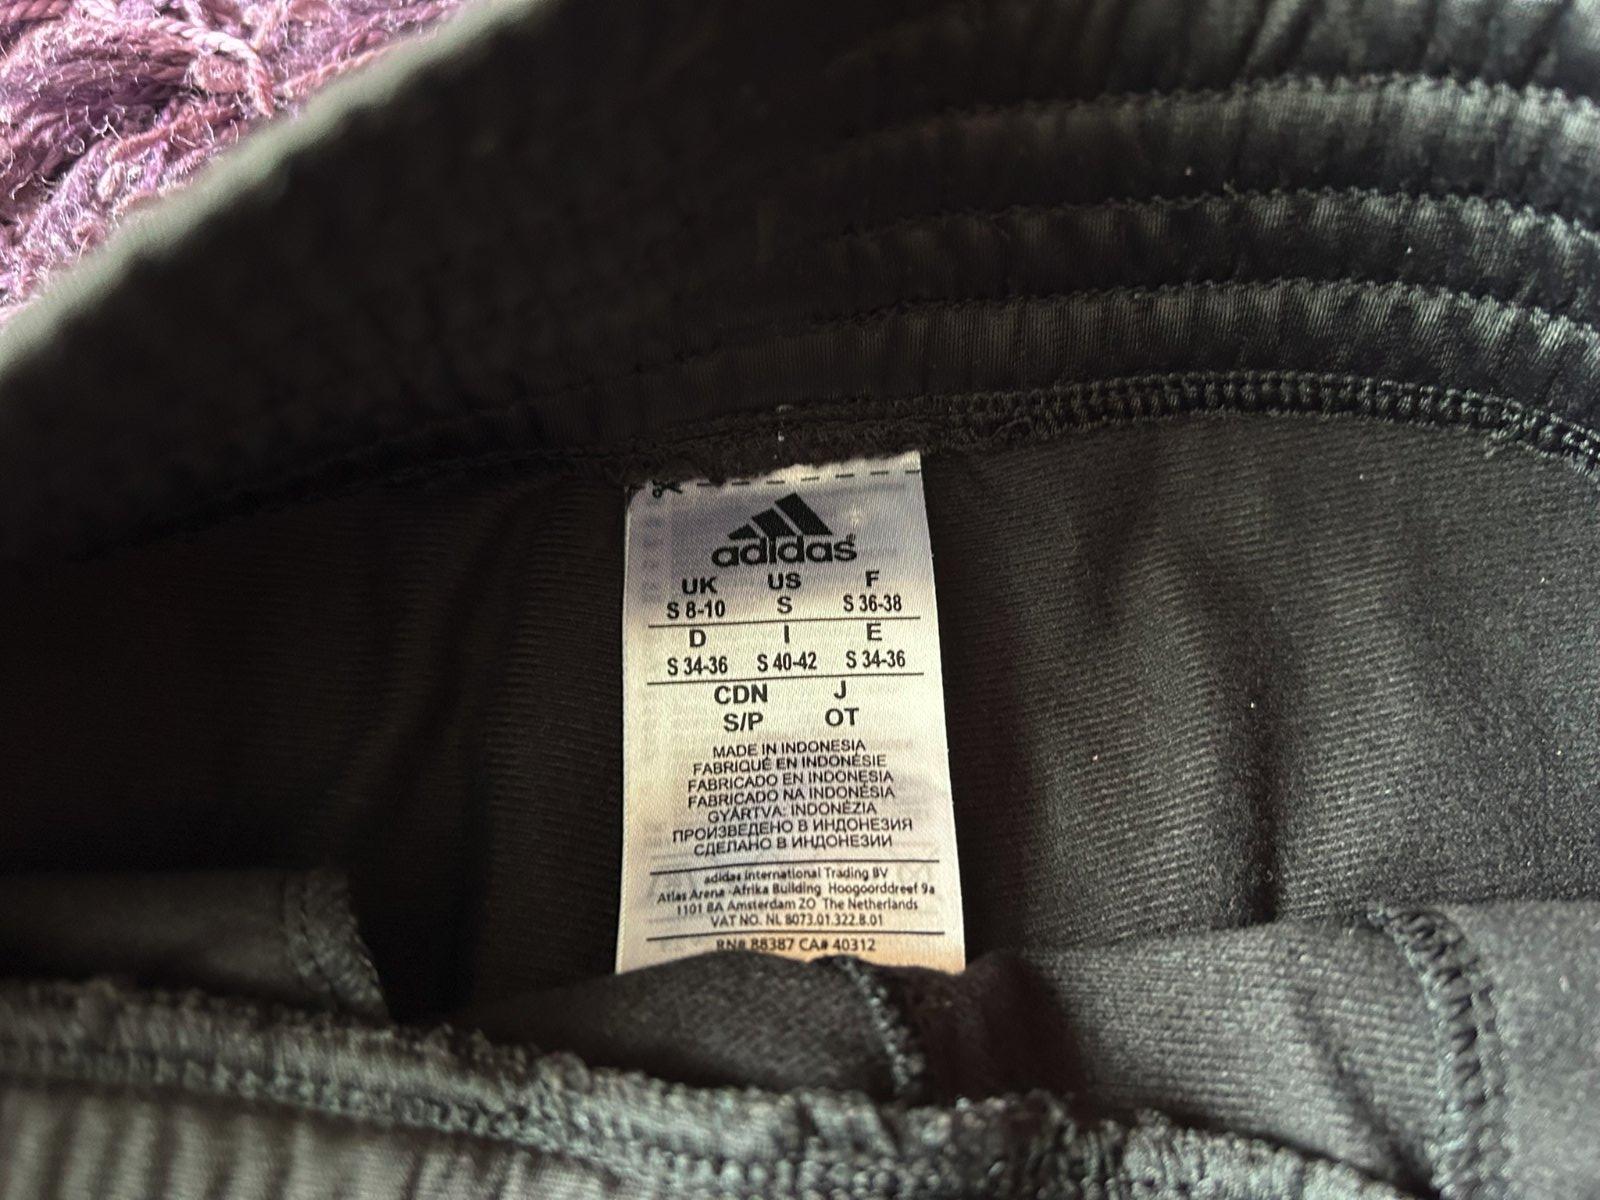 adidas
UK US F
S 8-10 S S 36-38
D I E
S 34-36 S 40-42 S 34-36
CDN J
S/P OT
MADE IN INDONESIA
FABRIQUÉ EN INDONÉSIE
FABRICADO EN INDONESIA
FABRICADO NA INDONÉSIA
GYÁRTVA: INDONÉZIA
ПРОИЗВЕДЕНО В ИНДОНЕЗИЯ
СДЕЛАНО В ИНДОНЕЗИИ
adidas International Trading BV
Atlas Arena -Afrika Building Hoogoorddreef 9a
1101 BA Amsterdam ZO The Netherlands
VAT NO. NL 8073.01.322.B.01
RN# 88387 CA# 40312